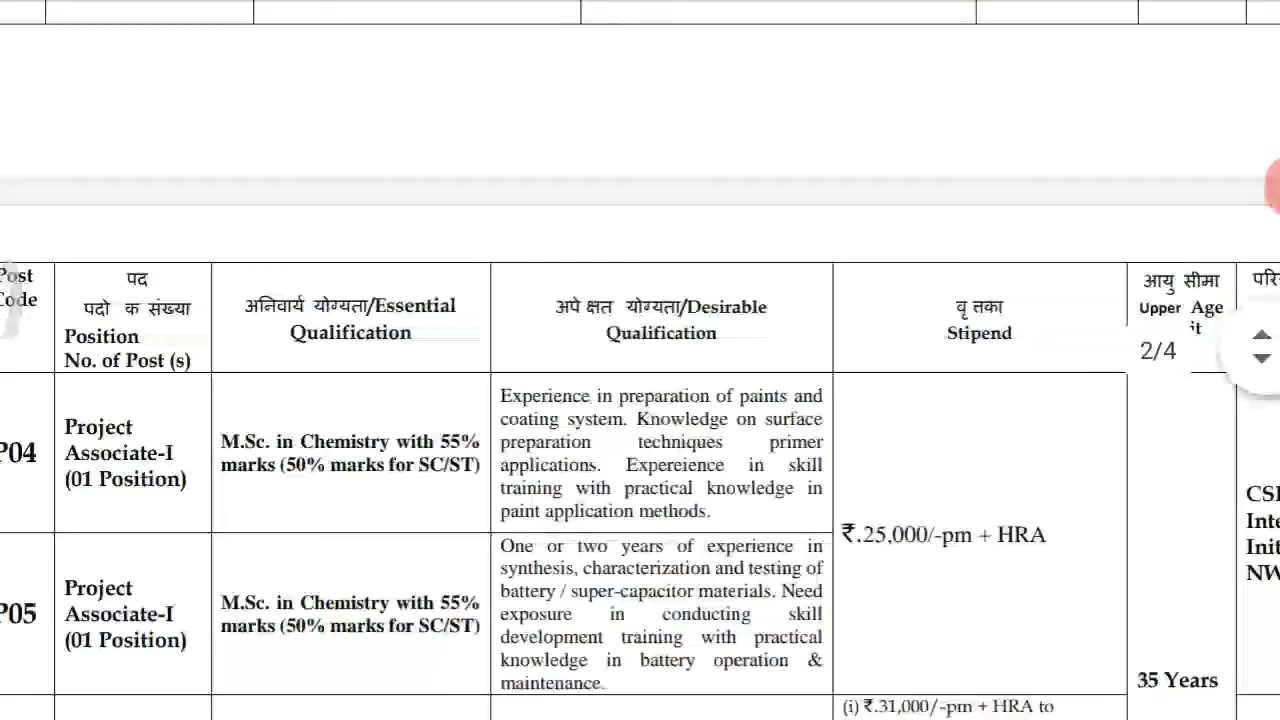 Post
Code
पद
पदो क संख्या
Position
No. of Post (s)
अनिवार्य योग्यता/Essential
Qualification
अपे क्षत योग्यता/Desirable
Qualification
वृ त्तका
Stipend
आयु सीमा
Upper Age
it
2/4
P04
Project
Associate-I
(01 Position)
M.Sc. in Chemistry with 55%
marks (50% marks for SC/ST)
Experience in preparation of paints and
coating system. Knowledge on surface
preparation techniques primer
applications. Expereience in skill
training with practical knowledge in
paint application methods.
₹.25,000/-pm + HRA
P05
Project
Associate-I
(01 Position)
M.Sc. in Chemistry with 55%
marks (50% marks for SC/ST)
One or two years of experience in
synthesis, characterization and testing of
battery / super-capacitor materials. Need
exposure in conducting skill
development training with practical
knowledge in battery operation &
maintenance.
(i) ₹.31,000/-pm + HRA to
35 Years